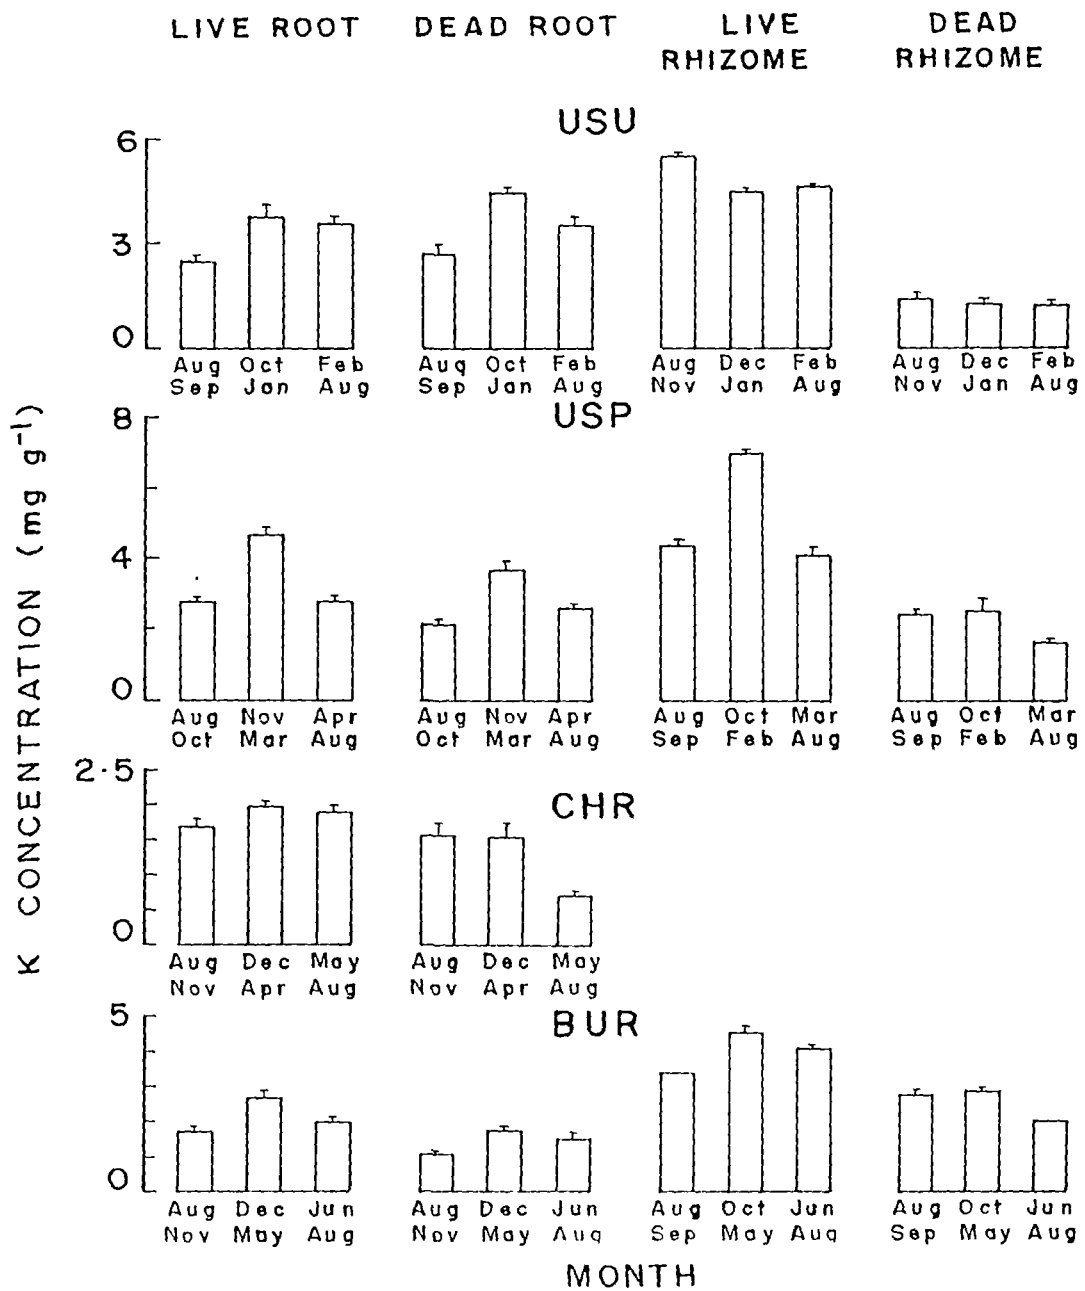 LIVE ROOT DEAD ROOT LIVE RHIZOME DEAD RHIZOME
USU
6
3
0
Aug Oct Feb Auq Oct Feb Aug Dec Feb Aug Dec Feb
Sep Jan Aug Sep Jan Aug Nov Jan Aug Nov Jan Aug
USP
8
4
0
Aug Nov Apr Aug Nov Apr Aug Oct Mar Aug Oct Mar
Oct Mar Aug Oct Mar Aug Sep Feb Aug Sep Feb Aug
K CONCENTRATION (mg g⁻¹)
2·5
CHR
0
Aug Dec May Aug Dec May
Nov Apr Aug Nov Apr Aug
5
BUR
0
Aug Dec Jun Aug Dec Jun Aug Oct Jun Aug Oct Jun
Nov May Aug Nov May Auq Sep May Auq Sep May Aug
MONTH